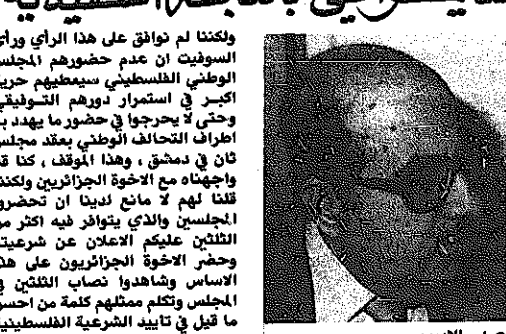 ولكننا لم نوافق على هذا الرأي ورأى
السوفيت ان عدم حضورهم المجلس
الوطني الفلسطيني سيعطيهم حرية
اكبر في استمرار دورهم التوفيقي
وحتى لا يحرجوا في حضور ما يهدد به
اطراف التحالف الوطني بعقد مجلس
ثان في دمشق ، وهذا الموقف ، كنا قد
واجهناه مع الاخوة الجزائريين ولكننا
قلنا لهم لا مانع لدينا ان تحضروا
المجلسين والذي يتوافر فيه اكثر من
الثلثين عليكم الاعلان عن شرعيته
وحضر الاخوة الجزائريون على هذا
الاساس وشاهدوا نصاب الثلثين في
المجلس وتكلم ممثلهم كلمة من احسن
ما قيل في تأييد الشرعية الفلسطينية